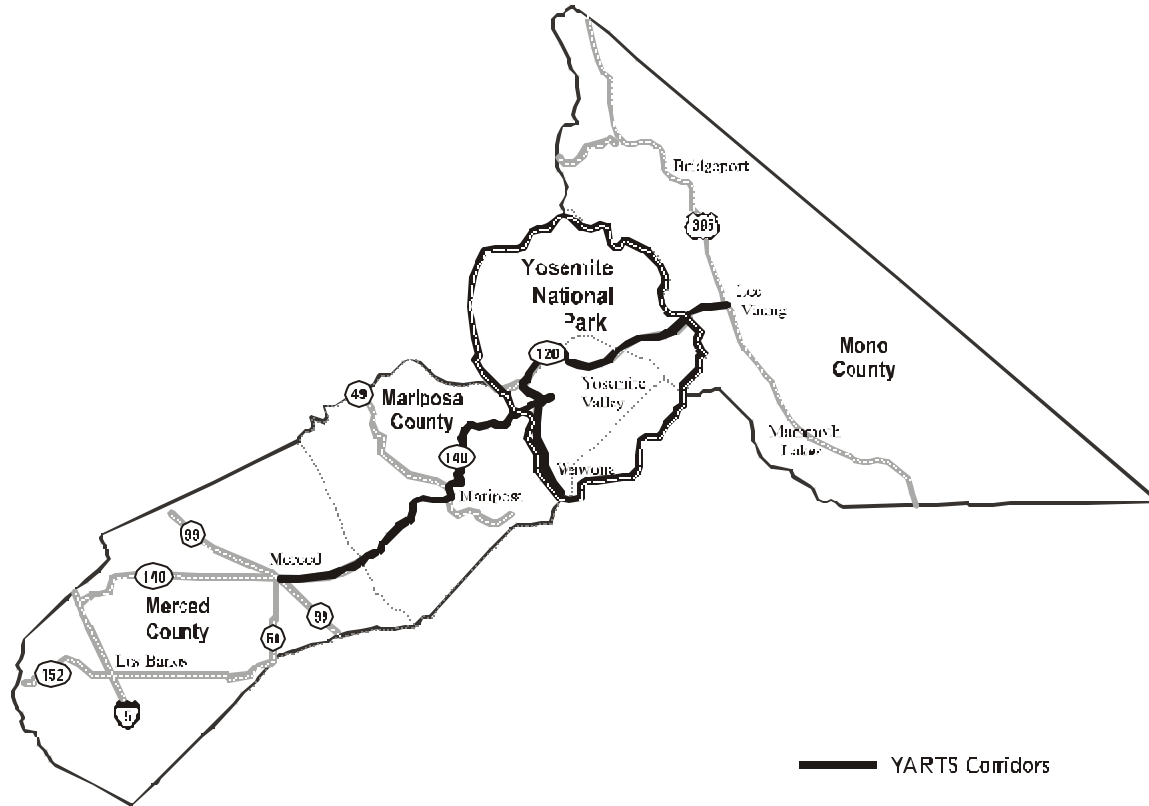 Bridgeport
395
Yosemite
National
Park
Lee
Vining
120
Mono
County
Yosemite
Valley
49
Mariposa
County
Mammoth
Lakes
140
Wawona
Mariposa
99
Merced
140
Merced
County
99
Los Banos
152
5
YARTS Corridors